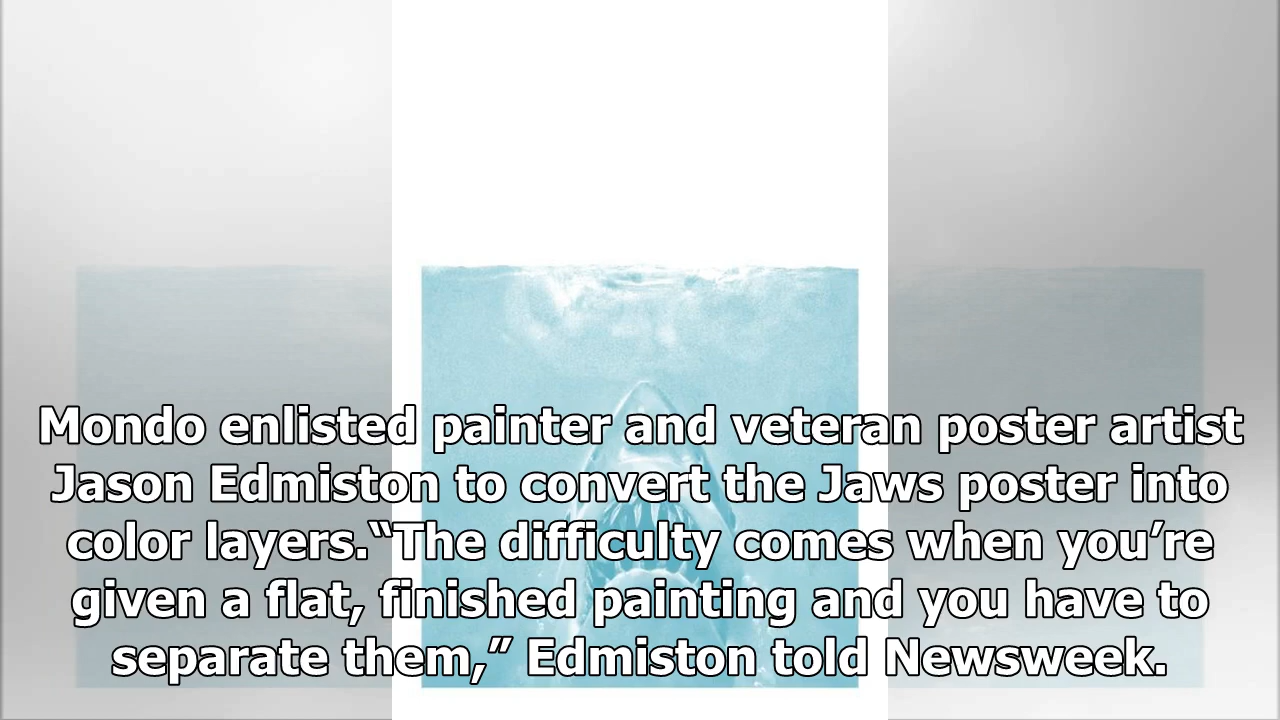 Mondo enlisted painter and veteran poster artist
Jason Edmiston to convert the Jaws poster into
color layers.“The difficulty comes when you’re
given a flat, finished painting and you have to
separate them,” Edmiston told Newsweek.